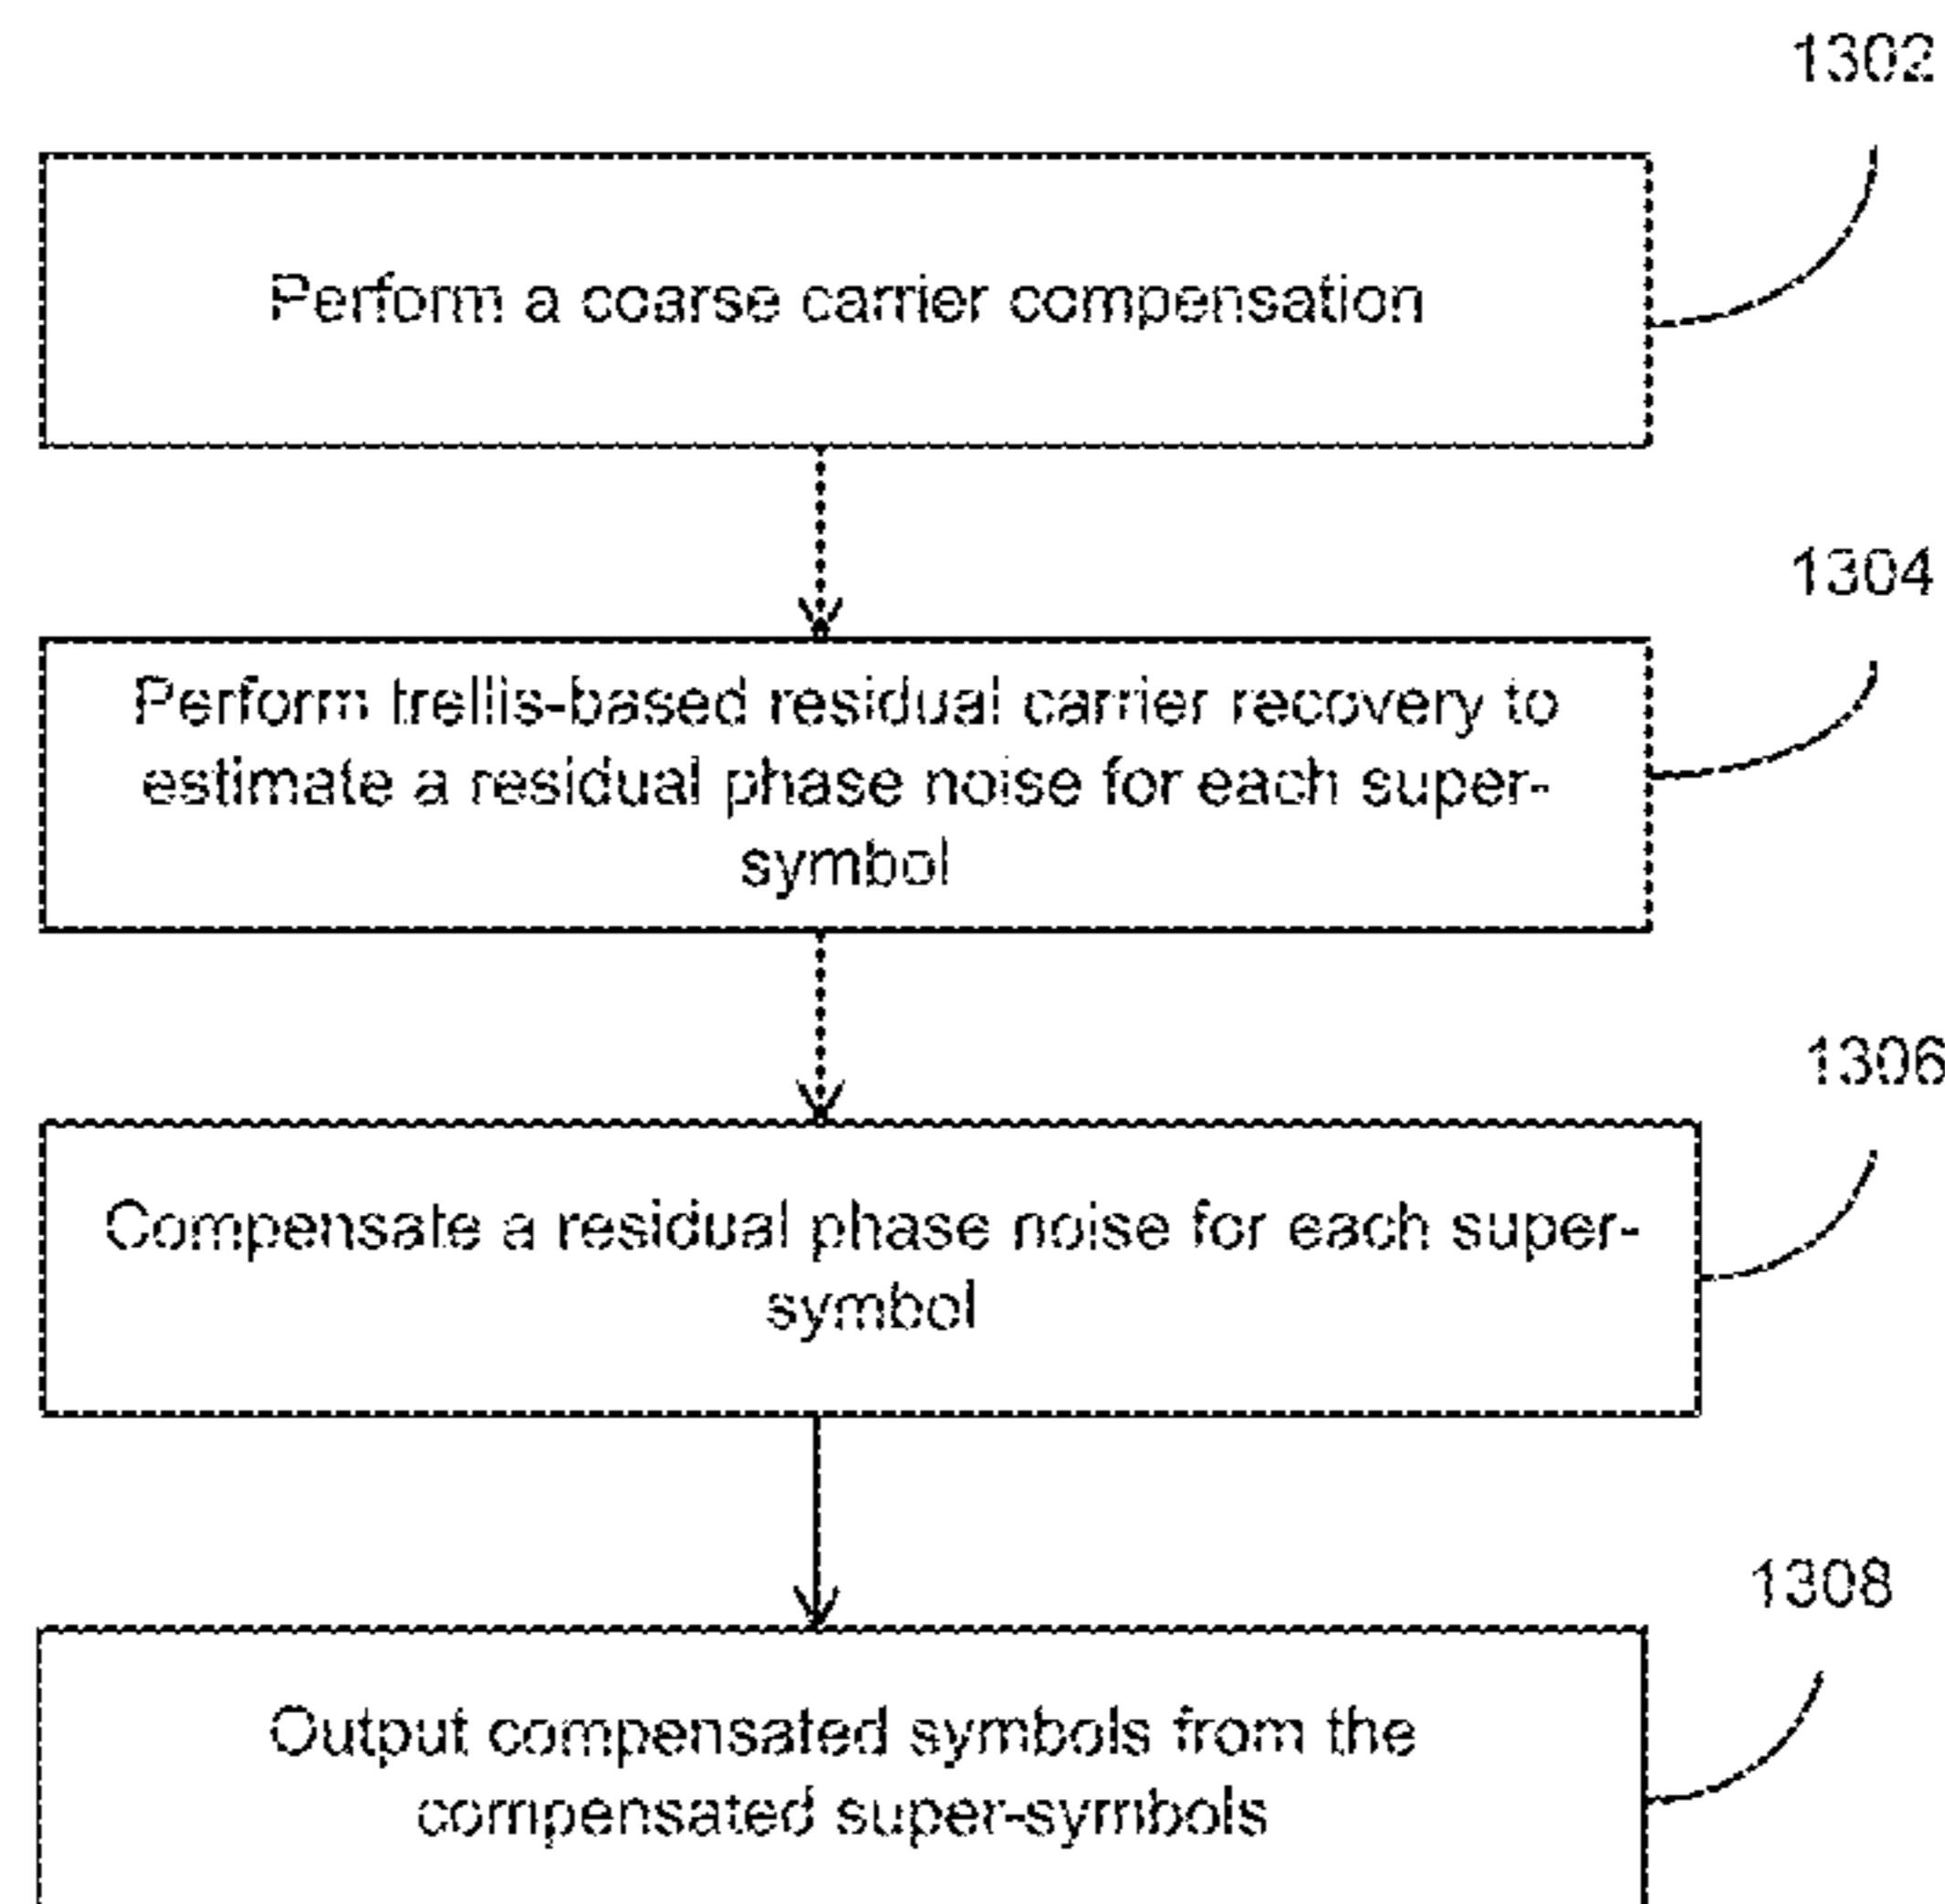 1302
Perform a coarse carrier compensation
1304
Perform trellis-based residual carrier recovery to
estimate a residual phase noise for each super-
symbol
1306
Compensate a residual phase noise for each super-
symbol
1308
Output compensated symbols from the
compensated super-symbols